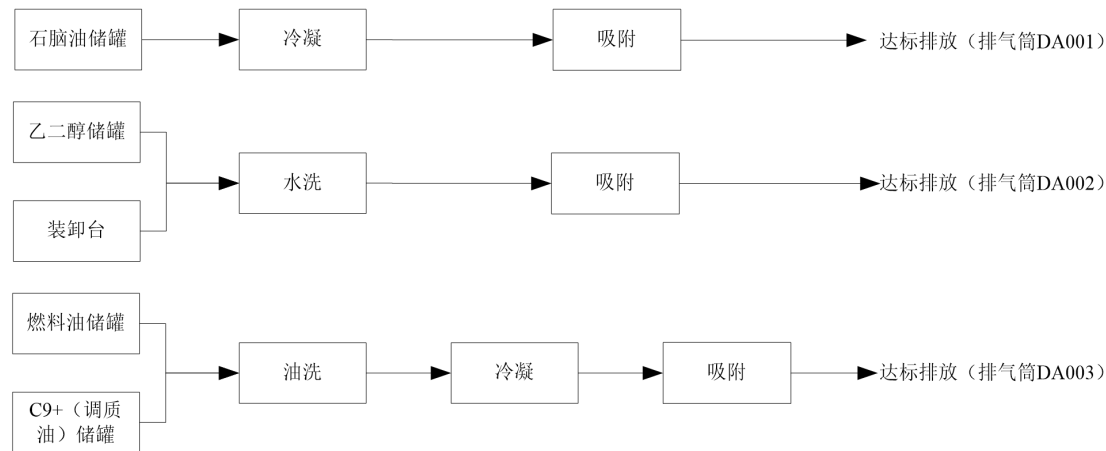 石脑油储罐
冷凝
吸附
达标排放（排气筒DA001）
乙二醇储罐
装卸台
水洗
吸附
达标排放（排气筒DA002）
燃料油储罐
C9+（调质
油）储罐
油洗
冷凝
吸附
达标排放（排气筒DA003）